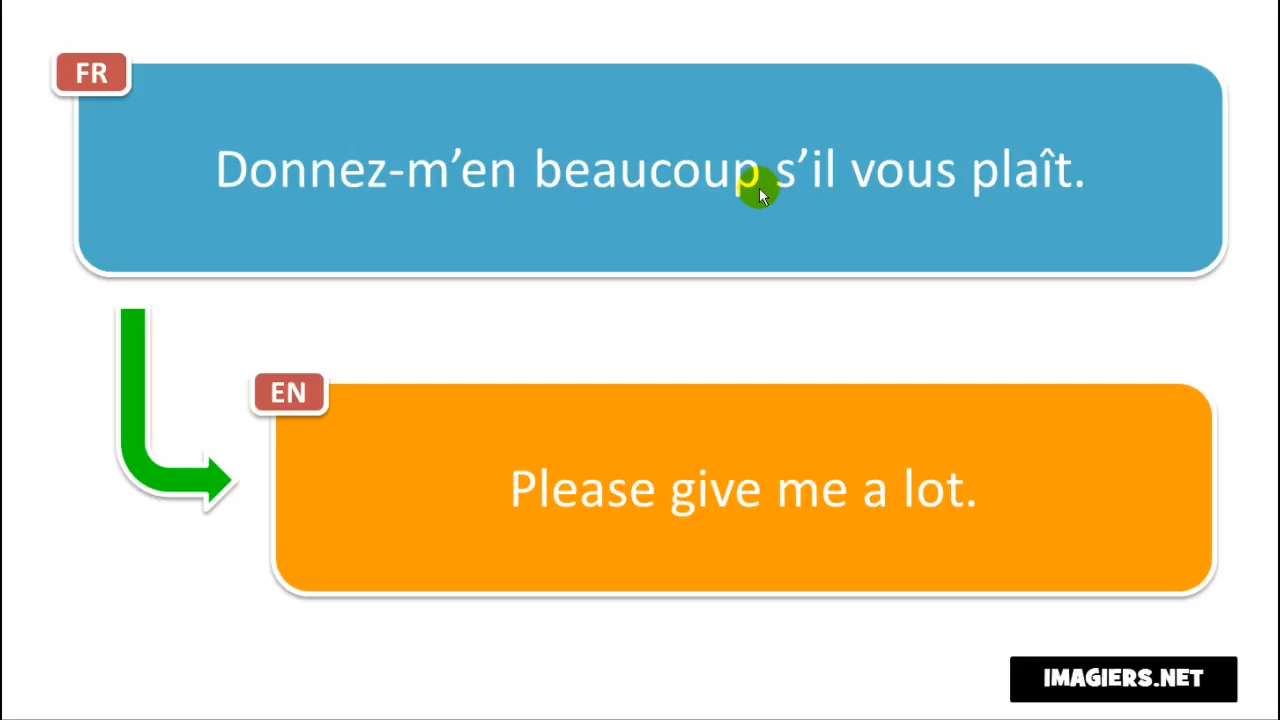 FR
Donnez-m’en beaucoup s’il vous plaît.
EN
Please give me a lot.
IMAGIERS.NET